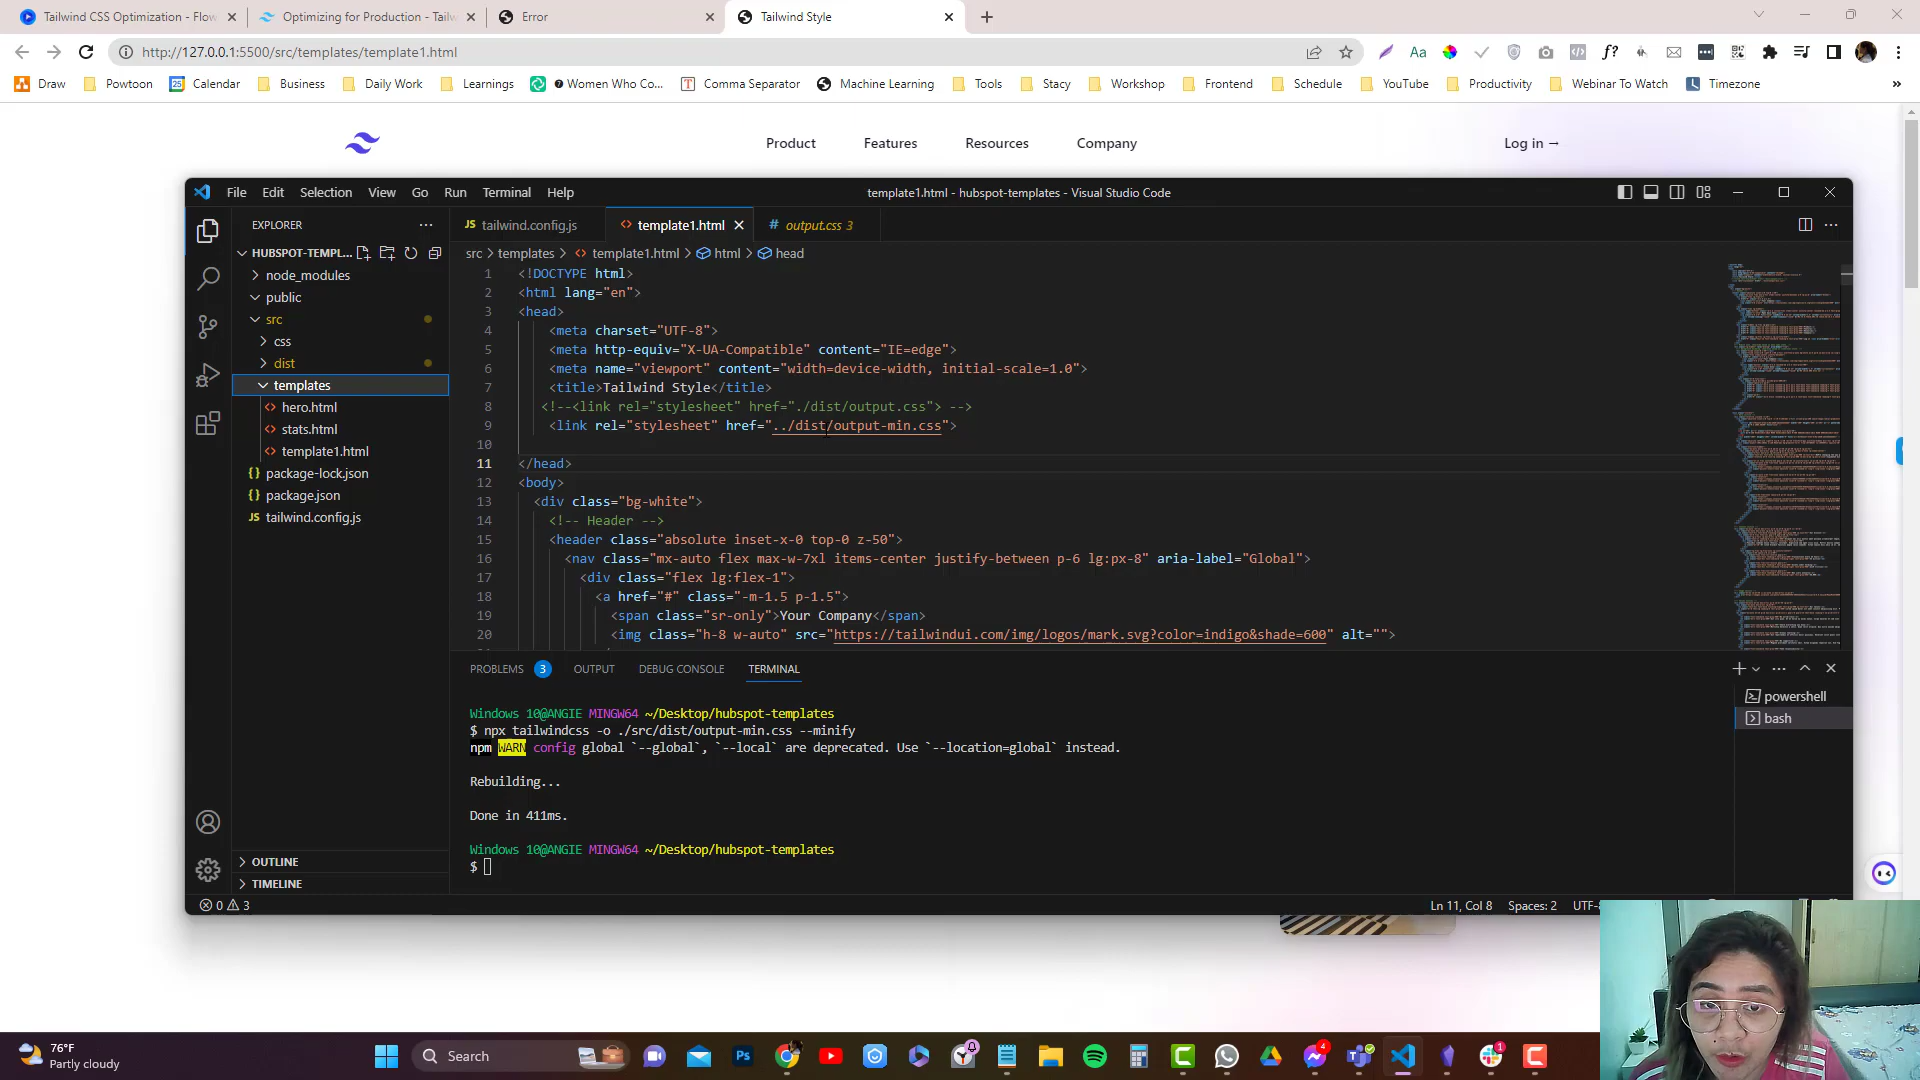 Tailwind CSS Optimization - Flow
Optimizing for Production - Tail
Error
Tailwind Style
http://127.0.0.1:5500/src/templates/template1.html
Draw
Powtoon
Calendar
Business
Daily Work
Learnings
Women Who Co...
Comma Separator
Machine Learning
Tools
Stacy
Workshop
Frontend
Schedule
YouTube
Productivity
Webinar To Watch
Timezone
Product
Features
Resources
Company
Log in →
File Edit Selection View Go Run Terminal Help
template1.html - hubspot-templates - Visual Studio Code
EXPLORER
HUBSPOT-TEMPL...
node_modules
public
src
css
dist
templates
hero.html
stats.html
template1.html
package-lock.json
package.json
tailwind.config.js
OUTLINE
TIMELINE
tailwind.config.js
template1.html
output.css 3
src > templates > template1.html > html > head
1 <!DOCTYPE html>
2 <html lang="en">
3 <head>
4 <meta charset="UTF-8">
5 <meta http-equiv="X-UA-Compatible" content="IE=edge">
6 <meta name="viewport" content="width=device-width, initial-scale=1.0">
7 <title>Tailwind Style</title>
8 <!--<link rel="stylesheet" href="./dist/output.css"> -->
9 <link rel="stylesheet" href="../dist/output-min.css">
10
11 </head>
12 <body>
13 <div class="bg-white">
14 <!-- Header -->
15 <header class="absolute inset-x-0 top-0 z-50">
16 <nav class="mx-auto flex max-w-7xl items-center justify-between p-6 lg:px-8" aria-label="Global">
17 <div class="flex lg:flex-1">
18 <a href="#" class="-m-1.5 p-1.5">
19 <span class="sr-only">Your Company</span>
20 <img class="h-8 w-auto" src="https://tailwindui.com/img/logos/mark.svg?color=indigo&shade=600" alt="">
PROBLEMS 3 OUTPUT DEBUG CONSOLE TERMINAL
Windows 10@ANGIE MINGW64 ~/Desktop/hubspot-templates
$ npx tailwindcss -o ./src/dist/output-min.css --minify
npm WARN config global `--global`, `--local` are deprecated. Use `--location=global` instead.
Rebuilding...
Done in 411ms.
Windows 10@ANGIE MINGW64 ~/Desktop/hubspot-templates
$
powershell
bash
0 3
Ln 11, Col 8 Spaces: 2 UTF-
76°F
Partly cloudy
Search